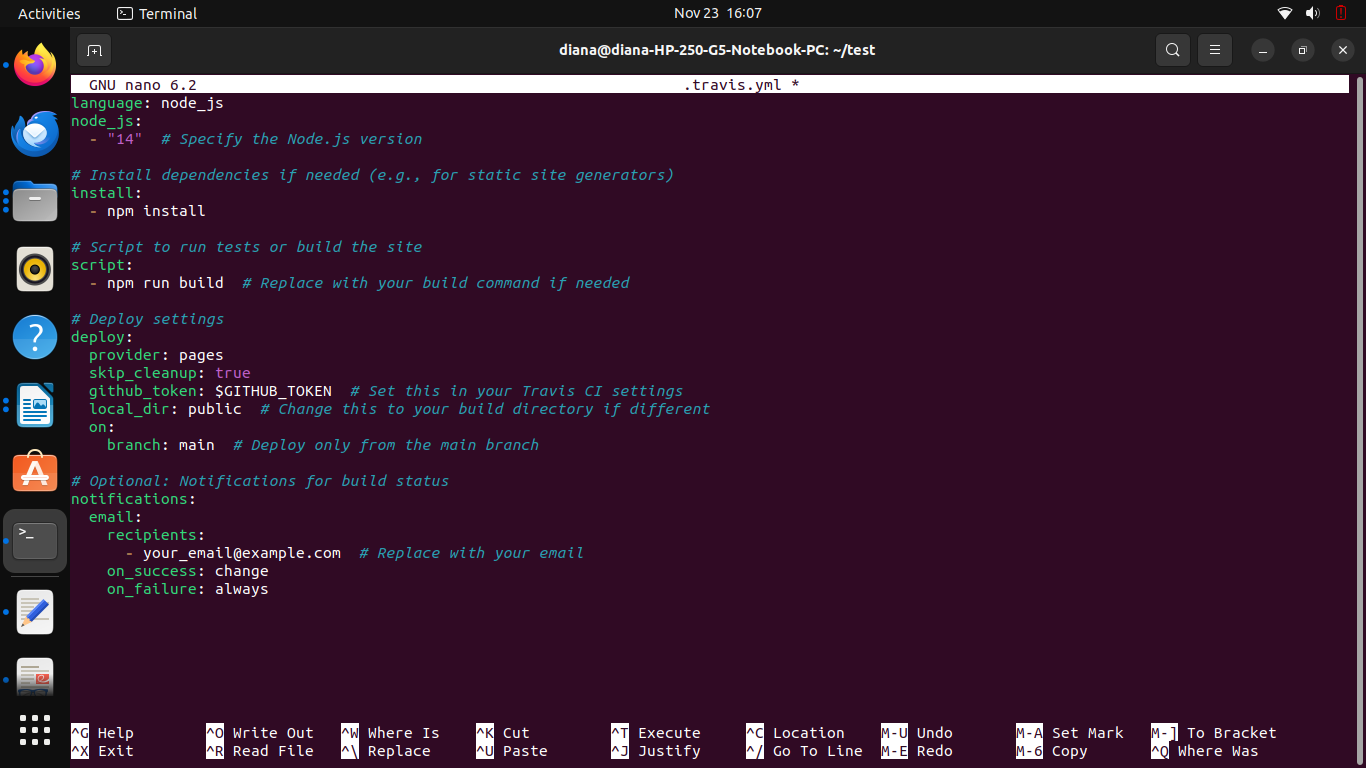 Activities
Terminal
Nov 23 16:07
diana@diana-HP-250-G5-Notebook-PC: ~/test
GNU nano 6.2 .travis.yml *
language: node_js
node_js:
  - "14"  # Specify the Node.js version

# Install dependencies if needed (e.g., for static site generators)
install:
  - npm install

# Script to run tests or build the site
script:
  - npm run build  # Replace with your build command if needed

# Deploy settings
deploy:
  provider: pages
  skip_cleanup: true
  github_token: $GITHUB_TOKEN  # Set this in your Travis CI settings
  local_dir: public  # Change this to your build directory if different
  on:
    branch: main  # Deploy only from the main branch

# Optional: Notifications for build status
notifications:
  email:
    recipients:
      - your_email@example.com  # Replace with your email
    on_success: change
    on_failure: always

^G Help ^O Write Out ^W Where Is ^K Cut ^T Execute ^C Location M-U Undo M-A Set Mark M-] To Bracket
^X Exit ^R Read File ^\ Replace ^U Paste ^J Justify ^/ Go To Line M-E Redo M-6 Copy ^Q Where Was